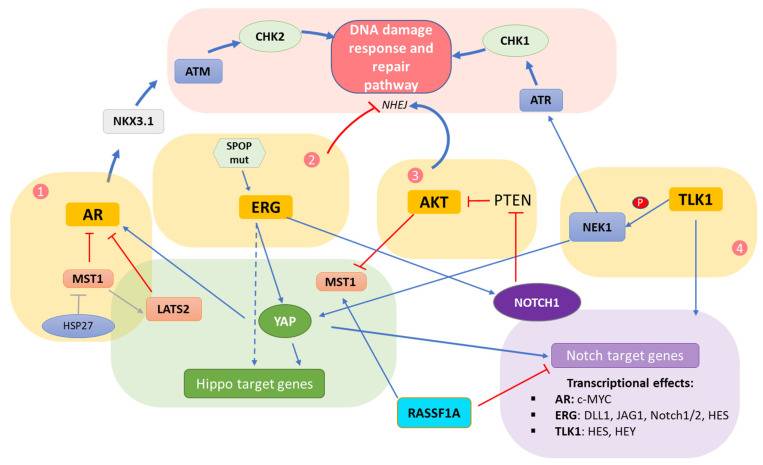 CHK2
DNA damage
response and
repair
pathway
CHK1
ATM
NHEJ
ATR
NKX3.1
SPOP
mut
2
1
3
AR
ERG
AKT
PTEN
P
TLK1
NEK1
4
MST1
MST1
LATS2
HSP27
YAP
NOTCH1
Notch target genes
Hippo target genes
Transcriptional effects:
▪ AR: c-MYC
▪ ERG: DLL1, JAG1, Notch1/2, HES
▪ TLK1: HES, HEY
RASSF1A